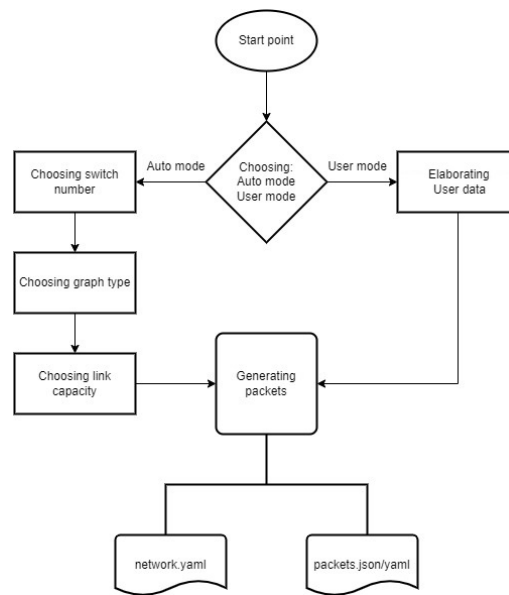 Start point
Auto mode
Choosing:
Auto mode
User mode
User mode
Choosing switch
number
Elaborating
User data
Choosing graph type
Choosing link
capacity
Generating
packets
network.yaml
packets.json/yaml